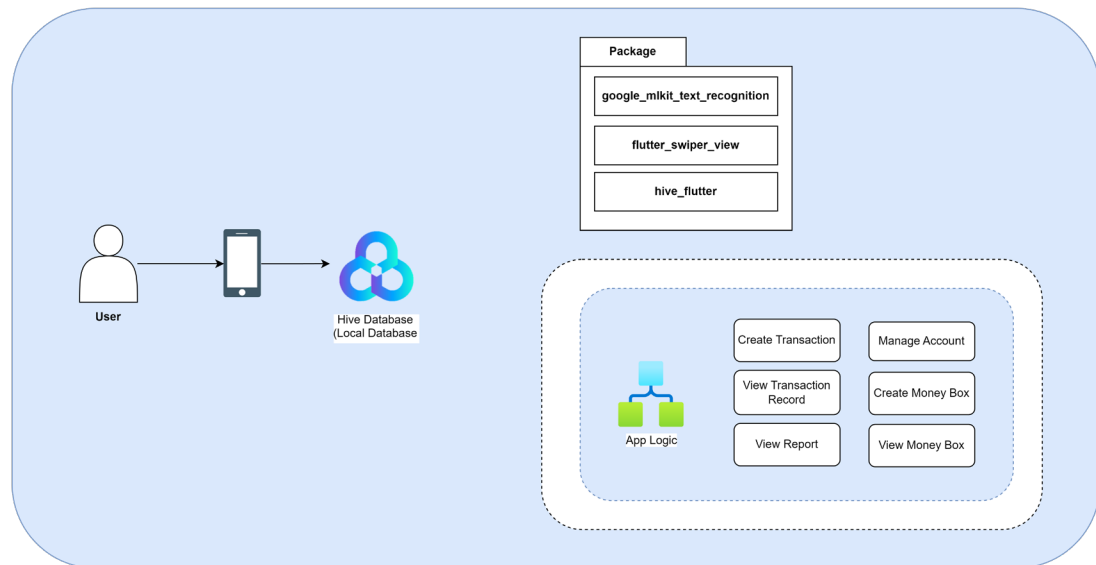 Package
google_mlkit_text_recognition
flutter_swiper_view
hive_flutter
User
Hive Database
(Local Database
App Logic
Create Transaction
Manage Account
View Transaction
Record
Create Money Box
View Report
View Money Box